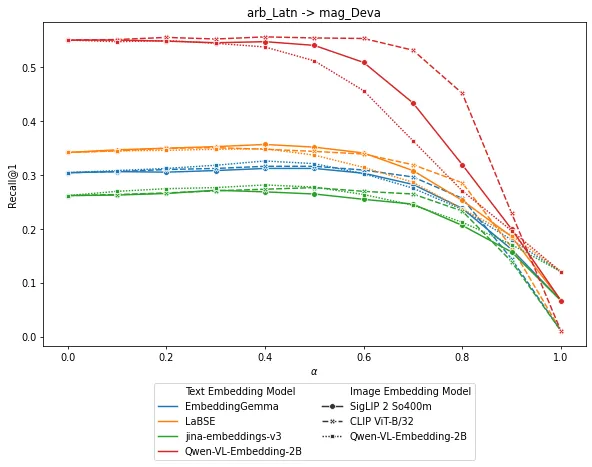 arb_Latn -> mag_Deva
Recall@1
0.5
0.4
0.3
0.2
0.1
0.0
0.0 0.2 0.4 0.6 0.8 1.0
α
Text Embedding Model
EmbeddingGemma
LaBSE
jina-embeddings-v3
Qwen-VL-Embedding-2B
Image Embedding Model
SigLIP 2 So400m
CLIP ViT-B/32
Qwen-VL-Embedding-2B